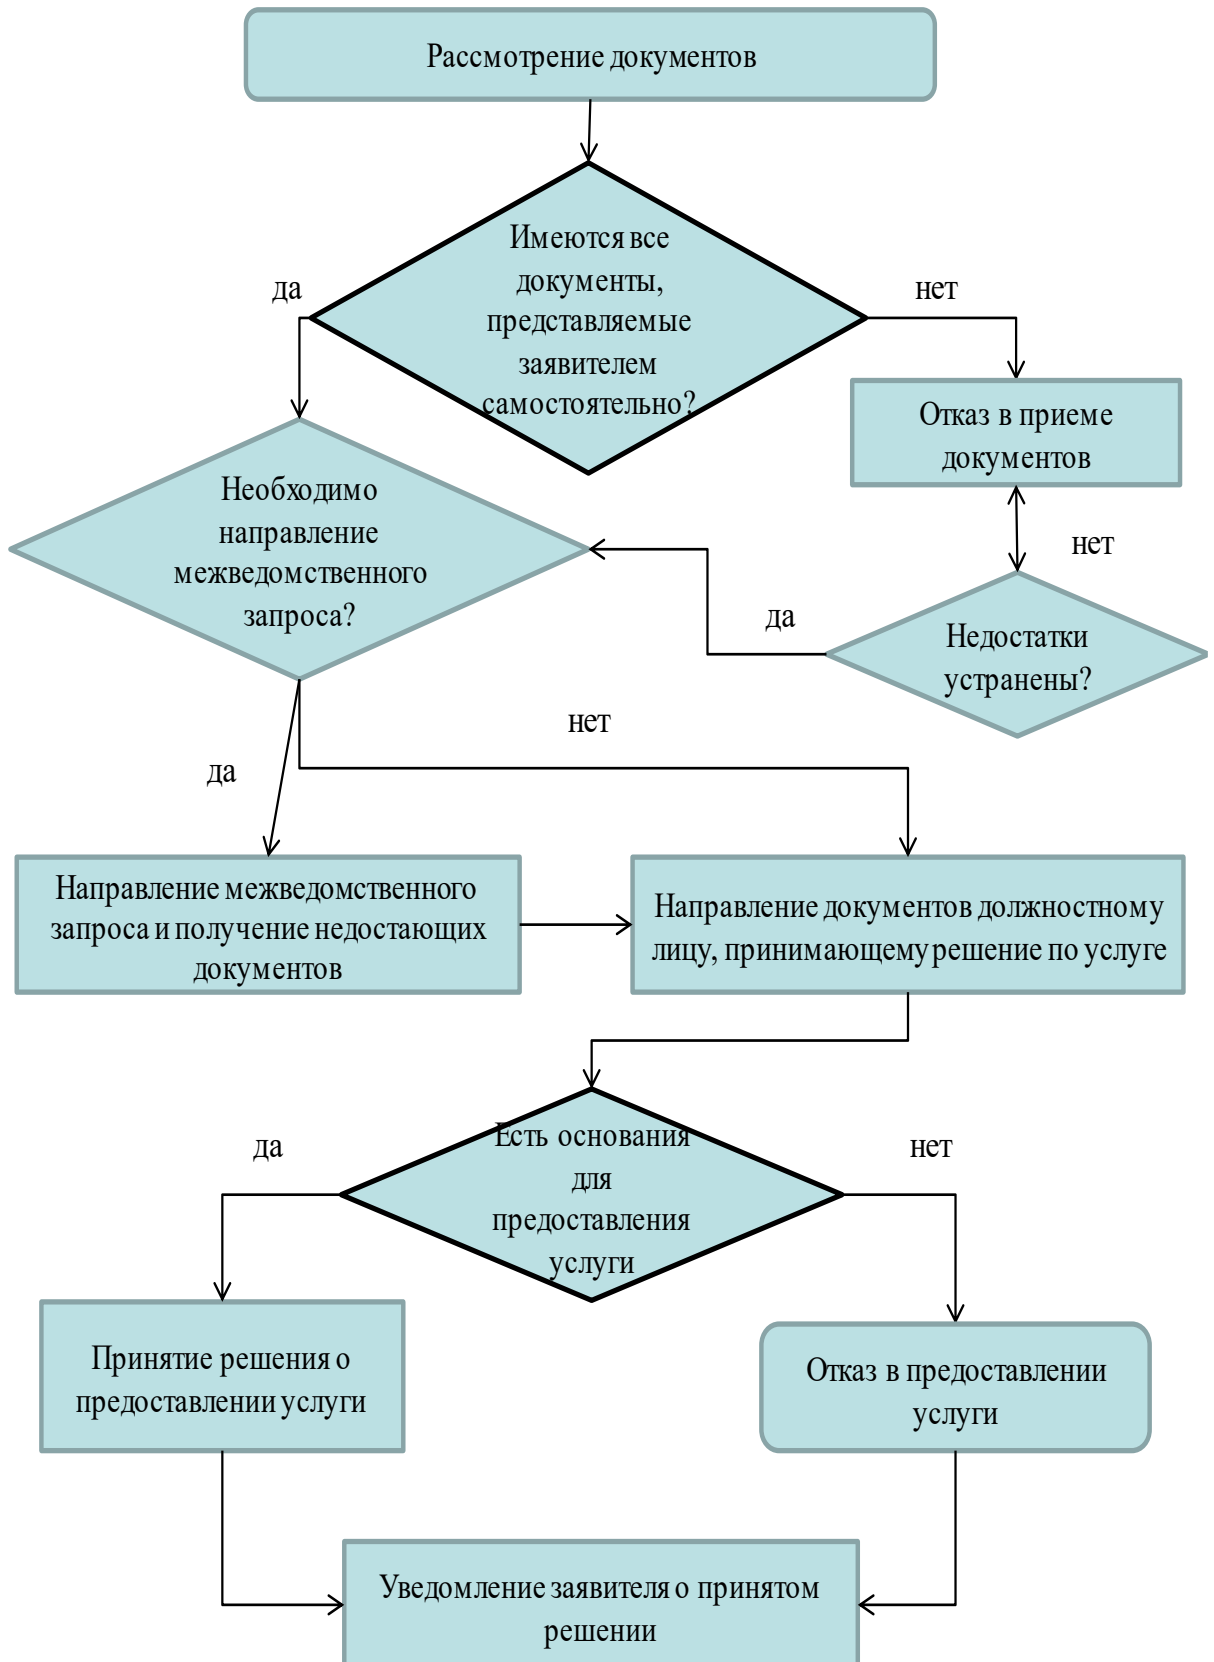 Рассмотрение документов
Имеются все
документы,
представляемые
заявителем
самостоятельно?
да
нет
Отказ в приеме
документов
Необходимо
направление
межведомственного
запроса?
нет
да
Недостатки
устранены?
нет
да
Направление межведомственного
запроса и получение недостающих
документов
Направление документов должностному
лицу, принимающему решение по услуге
Есть основания
для
предоставления
услуги
да
нет
Принятие решения о
предоставлении услуги
Отказ в предоставлении
услуги
Уведомление заявителя о принятом
решении